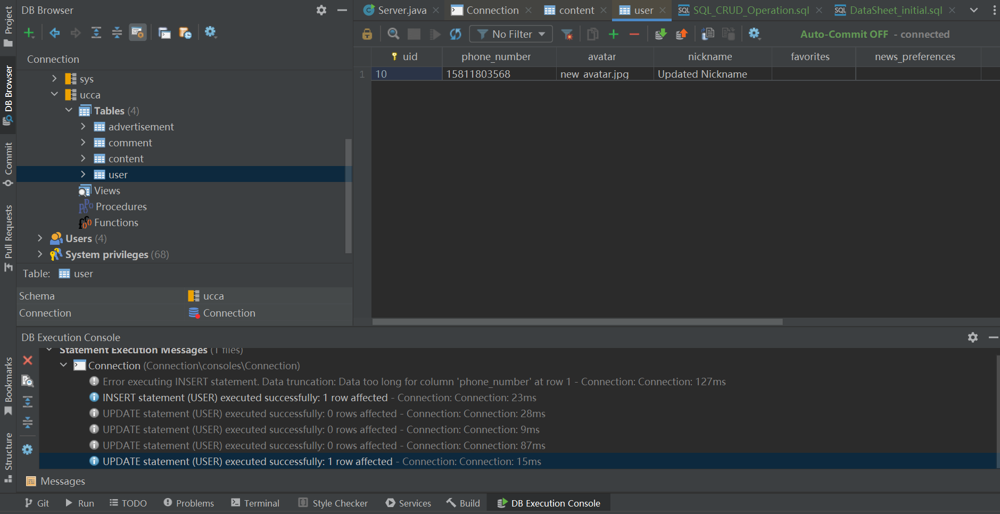 Project
DB Browser
Commit
Pull Requests
Bookmarks
Structure
DB Browser
Connection
sys
ucca
Tables (4)
advertisement
comment
content
user
Views
Procedures
Functions
Users (4)
System privileges (68)
Table: user
Schema ucca
Connection Connection
Server.java Connection content user SQL SQL_CRUD_Operation.sql SQL DataSheet_initial.sql
No Filter Auto-Commit OFF - connected
uid phone_number avatar nickname favorites news_preferences
1 10 15811803568 new_avatar.jpg Updated Nickname
DB Execution Console
Statement Execution Messages (1 files)
Connection (Connection\consoles\Connection)
Error executing INSERT statement. Data truncation: Data too long for column 'phone_number' at row 1 - Connection: Connection: 127ms
INSERT statement (USER) executed successfully: 1 row affected - Connection: Connection: 23ms
UPDATE statement (USER) executed successfully: 0 rows affected - Connection: Connection: 28ms
UPDATE statement (USER) executed successfully: 0 rows affected - Connection: Connection: 9ms
UPDATE statement (USER) executed successfully: 0 rows affected - Connection: Connection: 87ms
UPDATE statement (USER) executed successfully: 1 row affected - Connection: Connection: 15ms
Messages
Git Run TODO Problems Terminal Style Checker Services Build DB Execution Console